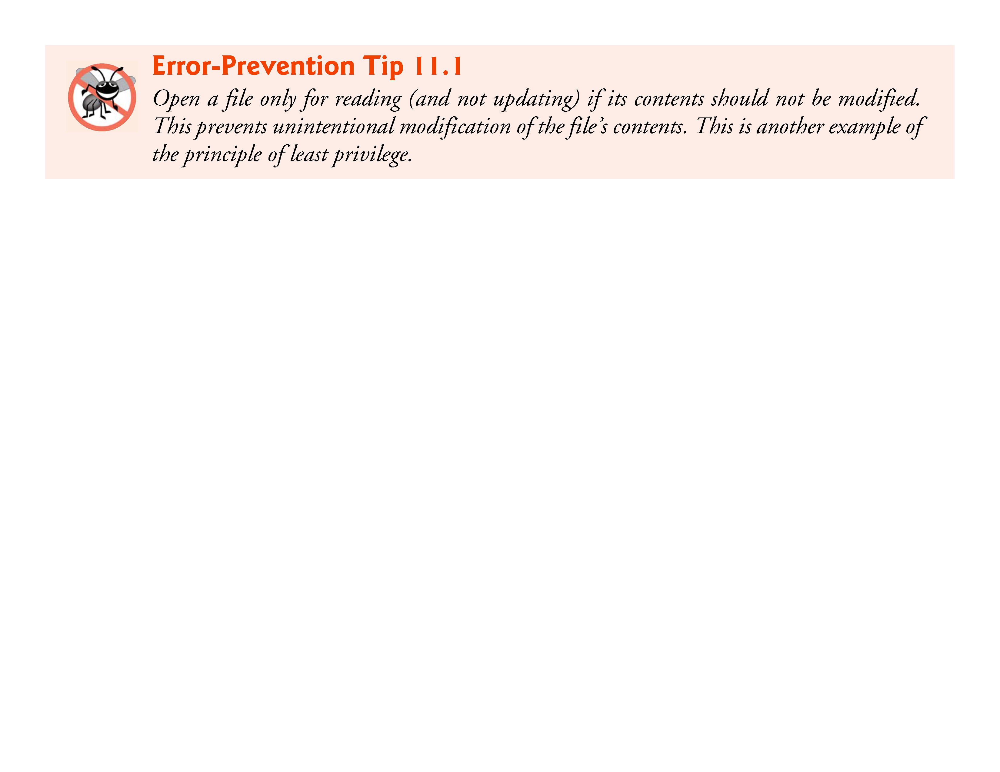 Error-Prevention Tip 11.1
Open a file only for reading (and not updating) if its contents should not be modified.
This prevents unintentional modification of the file’s contents. This is another example of
the principle of least privilege.